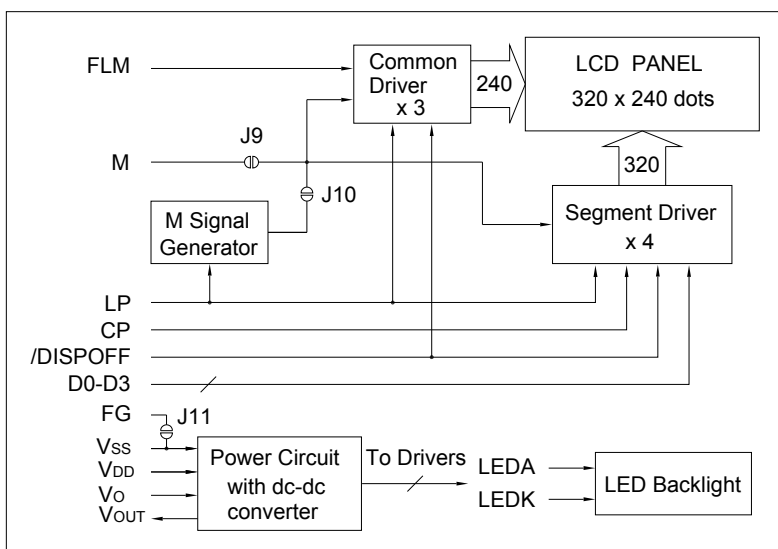 FLM
Common
Driver
x 3
240
LCD PANEL
320 x 240 dots
J9
M
J10
320
M Signal
Generator
Segment Driver
x 4
LP
CP
/DISPOFF
D0-D3
FG
J11
VSS
VDD
VO
VOUT
Power Circuit
with dc-dc
converter
To Drivers
LEDA
LEDK
LED Backlight